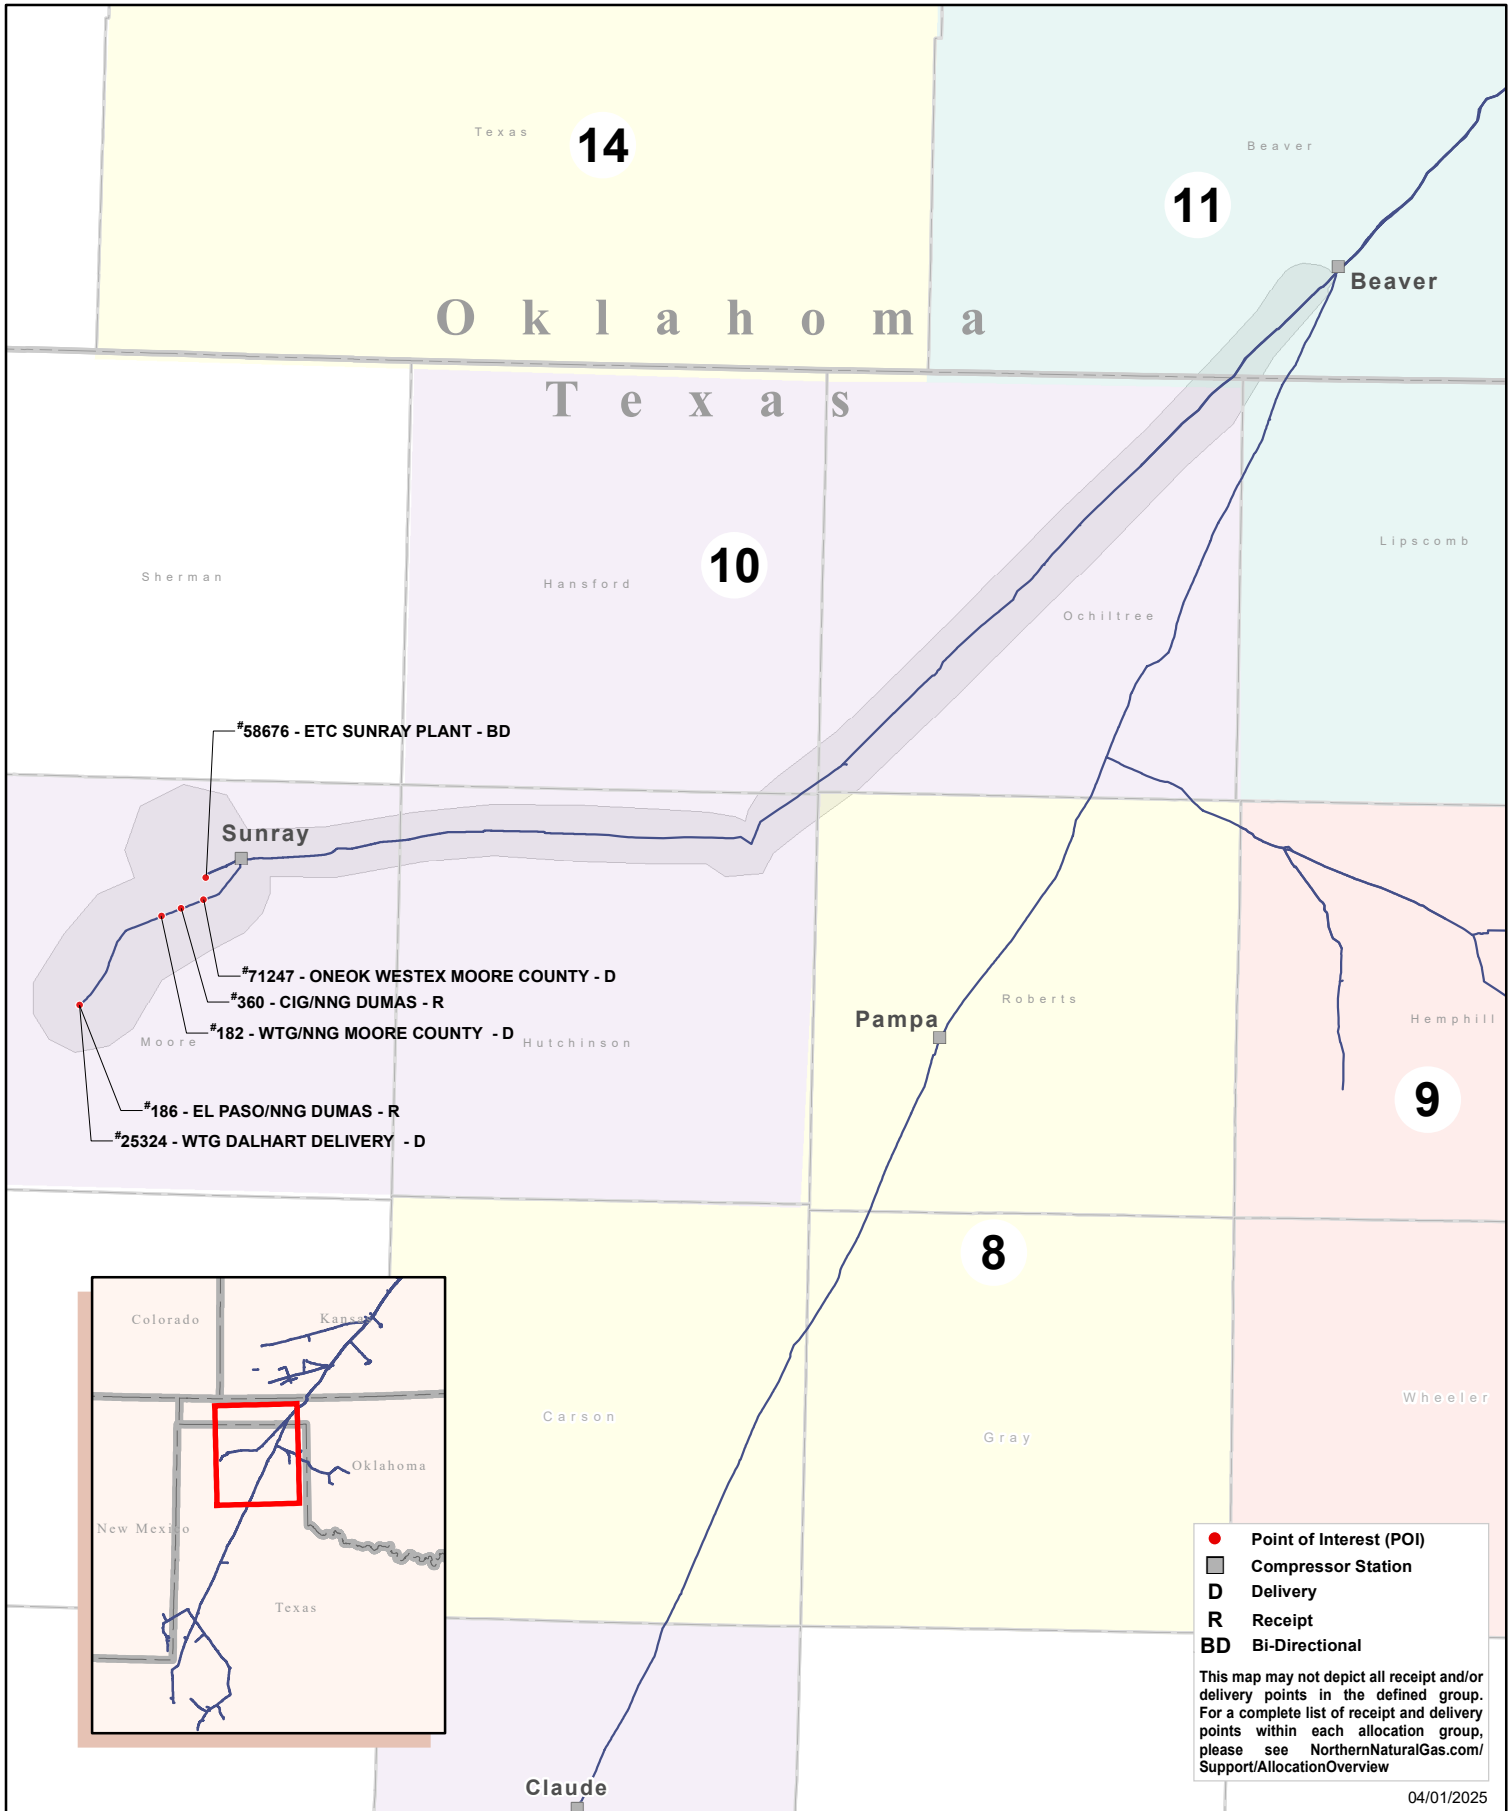 Texas
14
Beaver
11
Beaver
Oklahoma
Texas
10
Sherman
Hansford
Lipscomb
Ochiltree
#58676 - ETC SUNRAY PLANT - BD
Sunray
#71247 - ONEOK WESTEX MOORE COUNTY - D
#360 - CIG/NNG DUMAS - R
#182 - WTG/NNG MOORE COUNTY - D
Moore
Hutchinson
Roberts
Pampa
Hemphill
9
#186 - EL PASO/NNG DUMAS - R
#25324 - WTG DALHART DELIVERY - D
8
Carson
Gray
Wheeler
Colorado
Kansas
Oklahoma
New Mexico
Texas
Claude
Point of Interest (POI)
Compressor Station
D Delivery
R Receipt
BD Bi-Directional
This map may not depict all receipt and/or
delivery points in the defined group.
For a complete list of receipt and delivery
points within each allocation group,
please see NorthernNaturalGas.com/
Support/AllocationOverview
04/01/2025